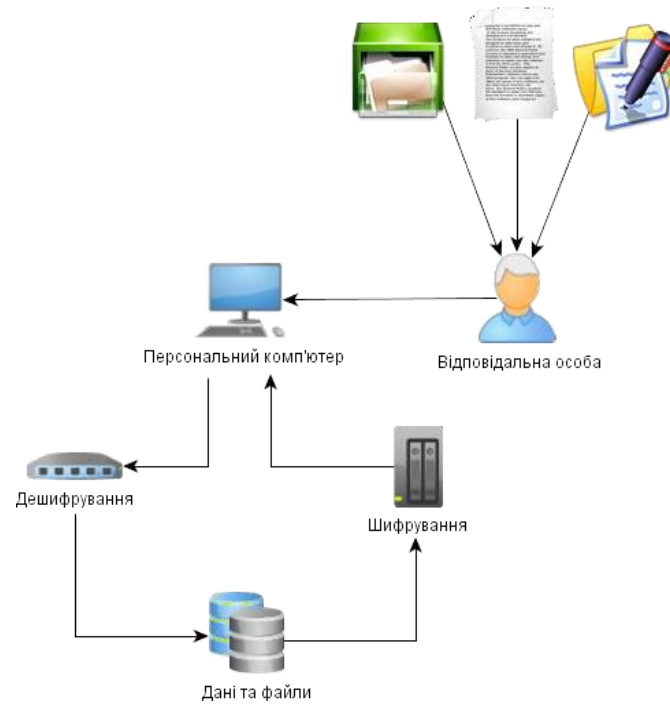 Персональний комп'ютер
Відповідальна особа
Дешифрування
Шифрування
Дані та файли